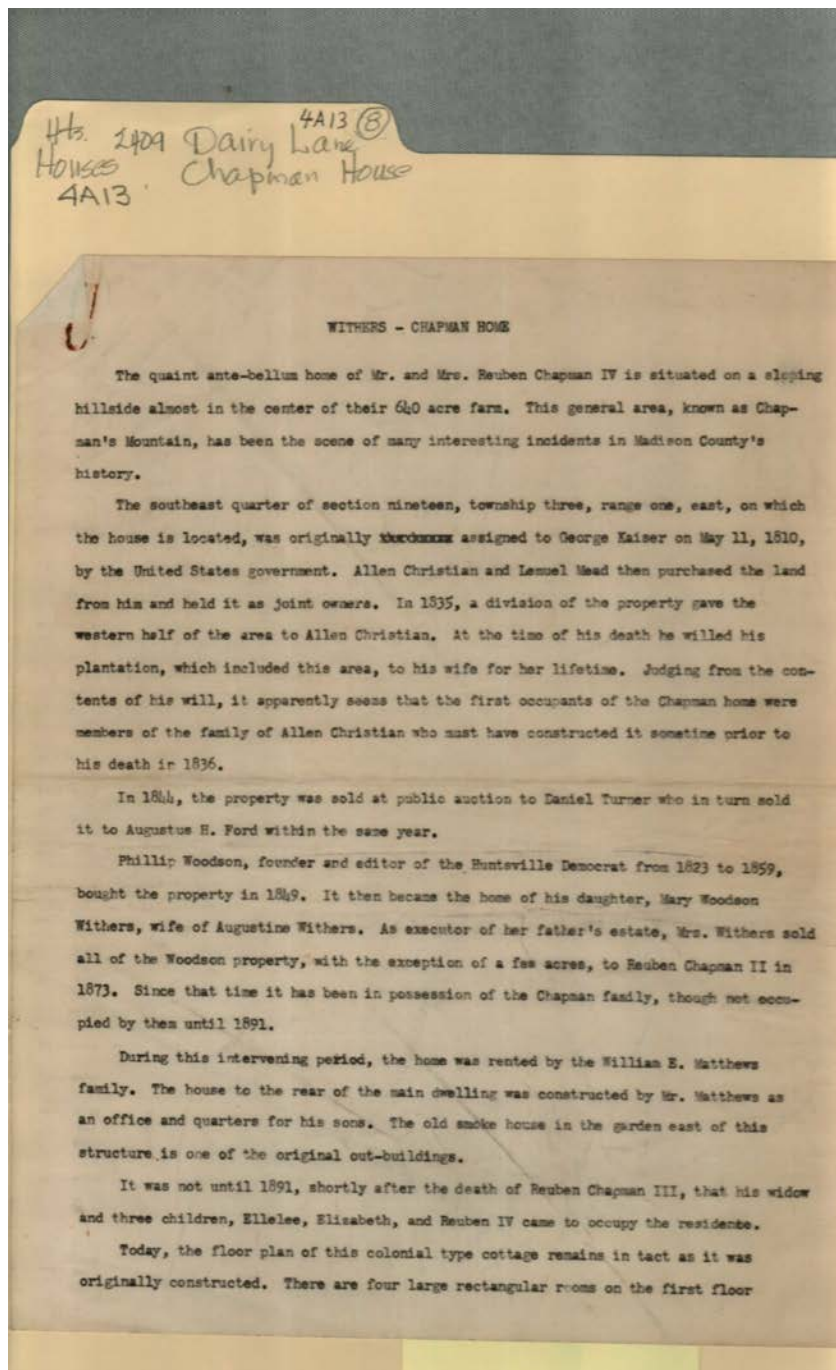 4A13 (8)
Hts. 2409 Dairy Lane
Houses Chapman House
4A13
WITHERS - CHAPMAN HOME
The quaint ante-bellum home of Mr. and Mrs. Reuben Chapman IV is situated on a sloping
hillside almost in the center of their 640 acre farm. This general area, known as Chap-
man's Mountain, has been the scene of many interesting incidents in Madison County's
history.
The southeast quarter of section nineteen, township three, range one, east, on which
the house is located, was originally assigned to George Kaiser on May 11, 1810,
by the United States government. Allen Christian and Lemuel Mead then purchased the land
from him and held it as joint owners. In 1835, a division of the property gave the
western half of the area to Allen Christian. At the time of his death he willed his
plantation, which included this area, to his wife for her lifetime. Judging from the con-
tents of his will, it apparently seems that the first occupants of the Chapman home were
members of the family of Allen Christian who must have constructed it sometime prior to
his death in 1836.
In 1844, the property was sold at public auction to Daniel Turner who in turn sold
it to Augustus H. Ford within the same year.
Phillip Woodson, founder and editor of the Huntsville Democrat from 1823 to 1859,
bought the property in 1849. It then became the home of his daughter, Mary Woodson
Withers, wife of Augustine Withers. As executor of her father's estate, Mrs. Withers sold
all of the Woodson property, with the exception of a few acres, to Reuben Chapman II in
1873. Since that time it has been in possession of the Chapman family, though not occu-
pied by them until 1891.
During this intervening period, the home was rented by the William E. Matthews
family. The house to the rear of the main dwelling was constructed by Mr. Matthews as
an office and quarters for his sons. The old smoke house in the garden east of this
structure is one of the original out-buildings.
It was not until 1891, shortly after the death of Reuben Chapman III, that his widow
and three children, Ellelee, Elizabeth, and Reuben IV came to occupy the residente.
Today, the floor plan of this colonial type cottage remains in tact as it was
originally constructed. There are four large rectangular rooms on the first floor